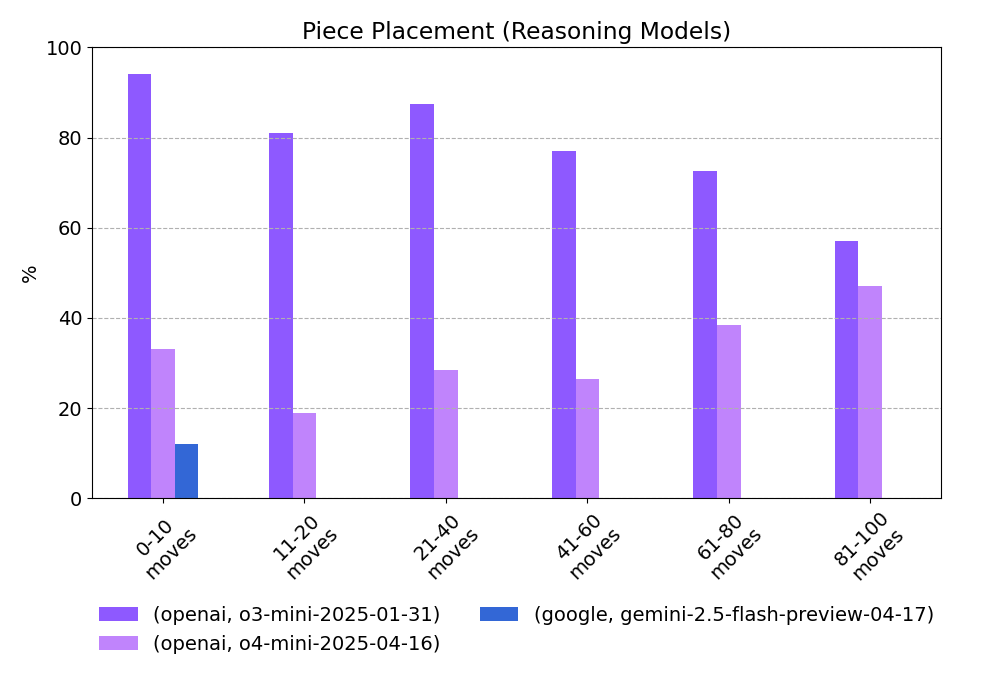 Piece Placement (Reasoning Models)
100
80
60
40
20
0
%
0-10
moves
11-20
moves
21-40
moves
41-60
moves
61-80
moves
81-100
moves
(openai, o3-mini-2025-01-31)
(openai, o4-mini-2025-04-16)
(google, gemini-2.5-flash-preview-04-17)